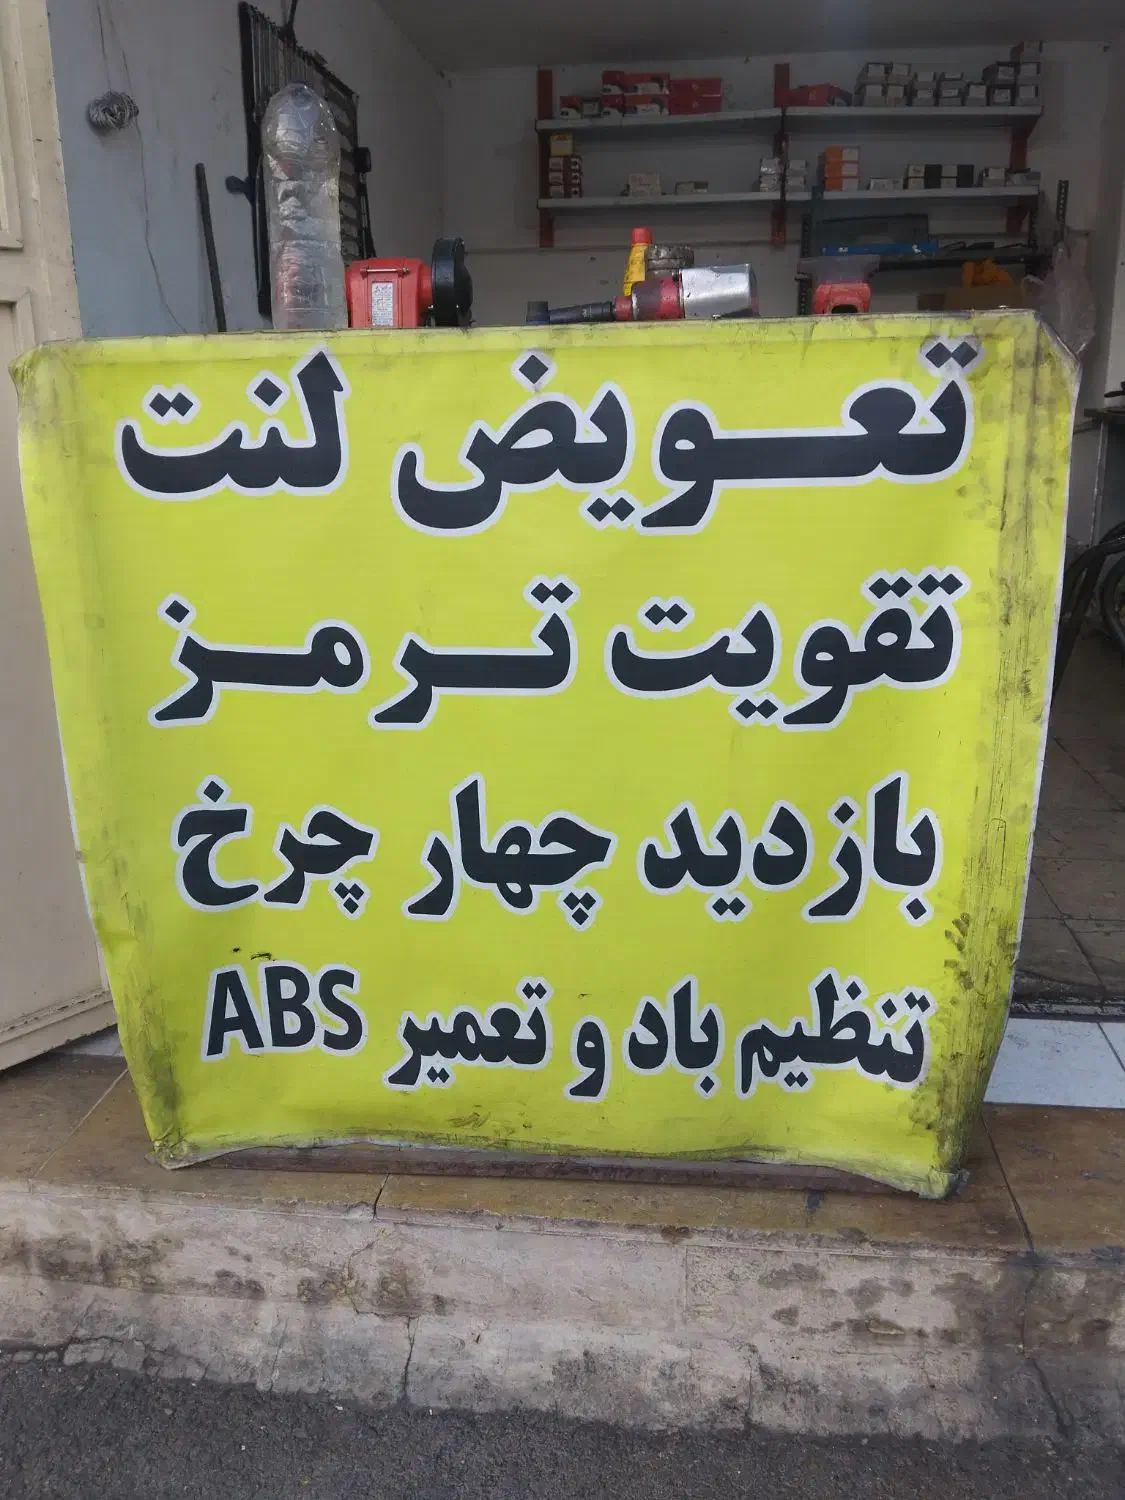 تعویض لنت
تقویت ترمز
بازدید چهار چرخ
تنظیم باد و تعمیر ABS